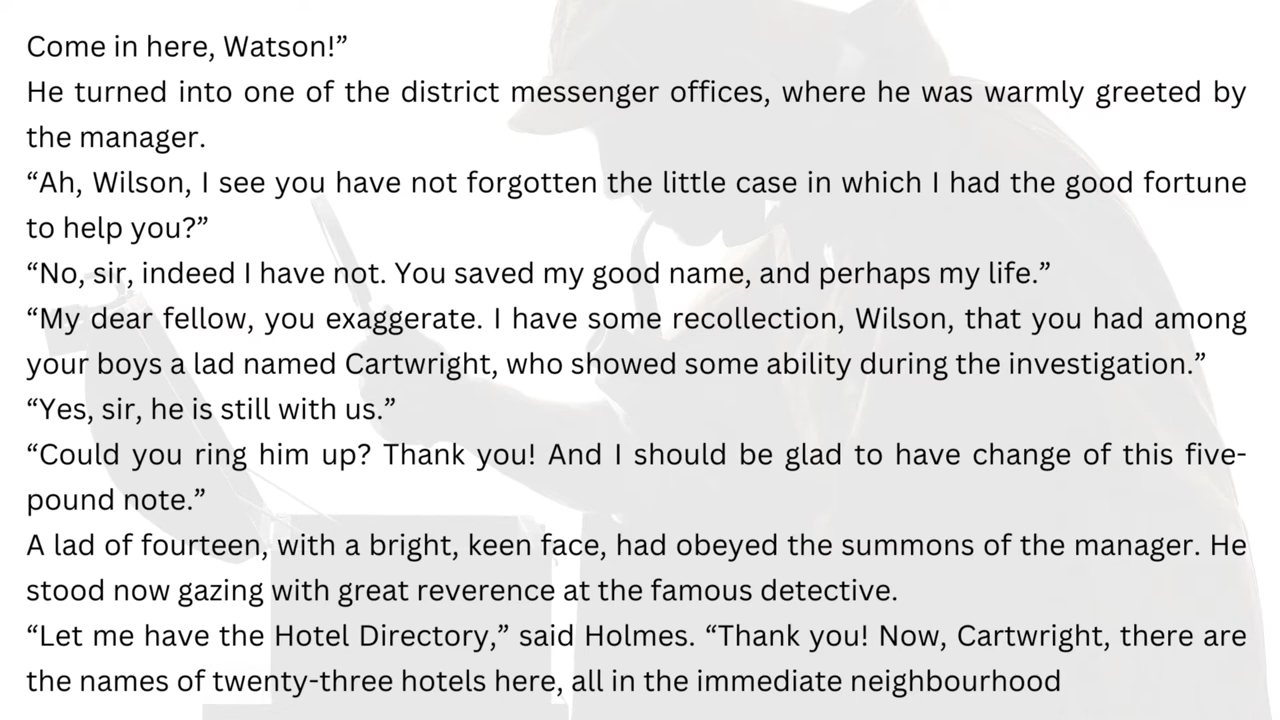 Come in here, Watson!”
He turned into one of the district messenger offices, where he was warmly greeted by
the manager.
“Ah, Wilson, I see you have not forgotten the little case in which I had the good fortune
to help you?”
“No, sir, indeed I have not. You saved my good name, and perhaps my life.”
“My dear fellow, you exaggerate. I have some recollection, Wilson, that you had among
your boys a lad named Cartwright, who showed some ability during the investigation.”
“Yes, sir, he is still with us.”
“Could you ring him up? Thank you! And I should be glad to have change of this five-
pound note.”
A lad of fourteen, with a bright, keen face, had obeyed the summons of the manager. He
stood now gazing with great reverence at the famous detective.
“Let me have the Hotel Directory,” said Holmes. “Thank you! Now, Cartwright, there are
the names of twenty-three hotels here, all in the immediate neighbourhood